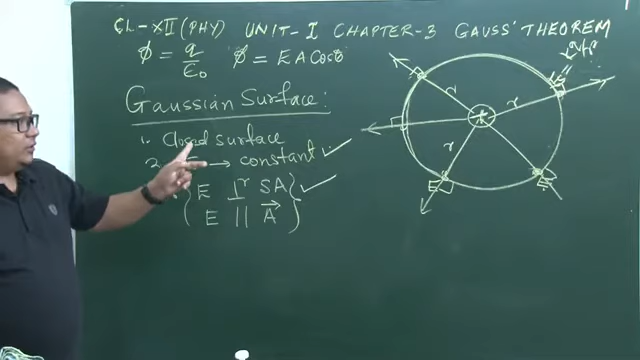 CL-XII (PHY) UNIT-I CHAPTER-3 GAUSS' THEOREM
ϕ = q/ε₀ ϕ = EA Cosθ
Gaussian Surface:
1. Closed surface
2. → constant ✓
E ⊥ʳ SA ✓
E || A⃗
r
r
r
+
E